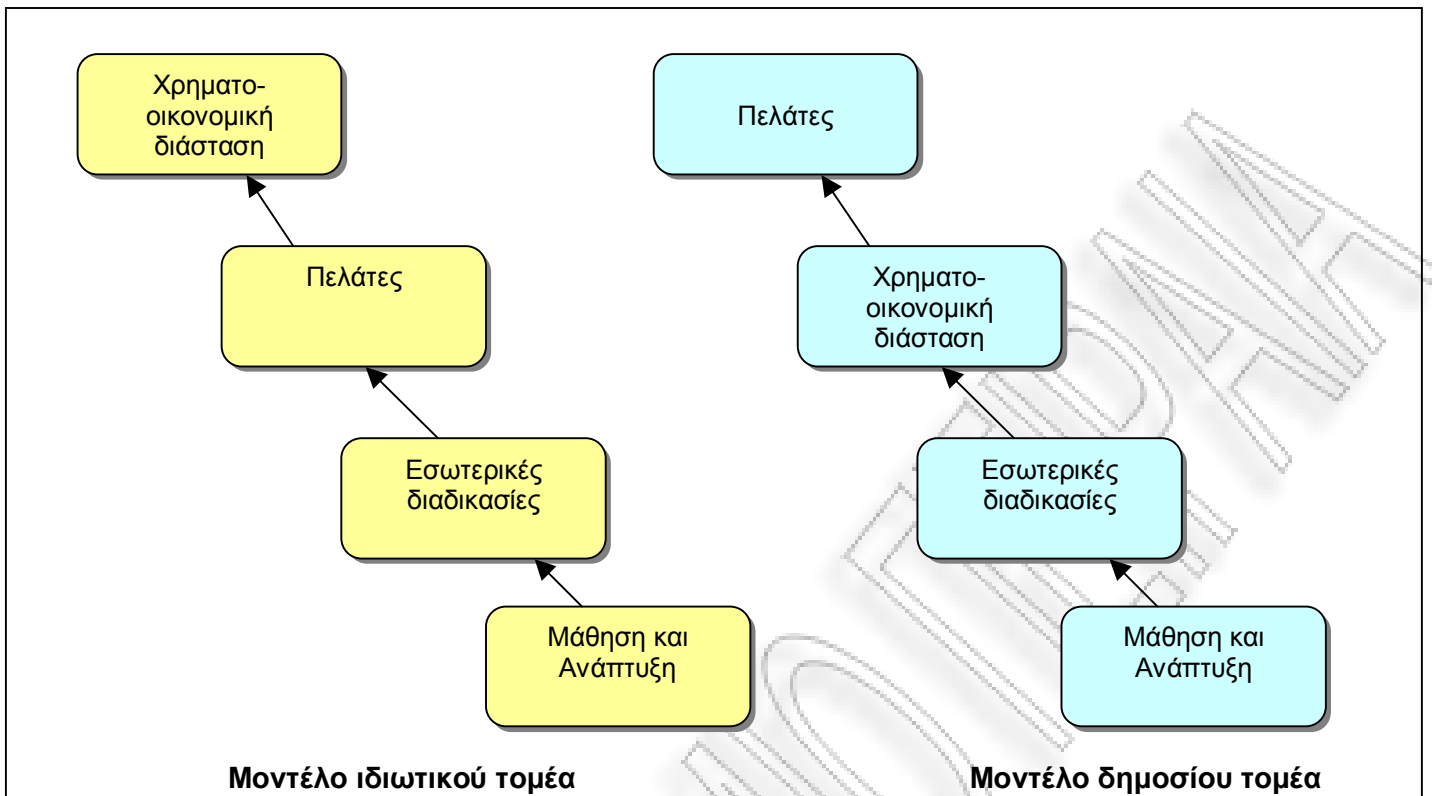 Χρηματο-
οικονομική
διάσταση
Πελάτες
Εσωτερικές
διαδικασίες
Μάθηση και
Ανάπτυξη
Μοντέλο ιδιωτικού τομέα
Πελάτες
Χρηματο-
οικονομική
διάσταση
Εσωτερικές
διαδικασίες
Μάθηση και
Ανάπτυξη
Μοντέλο δημοσίου τομέα